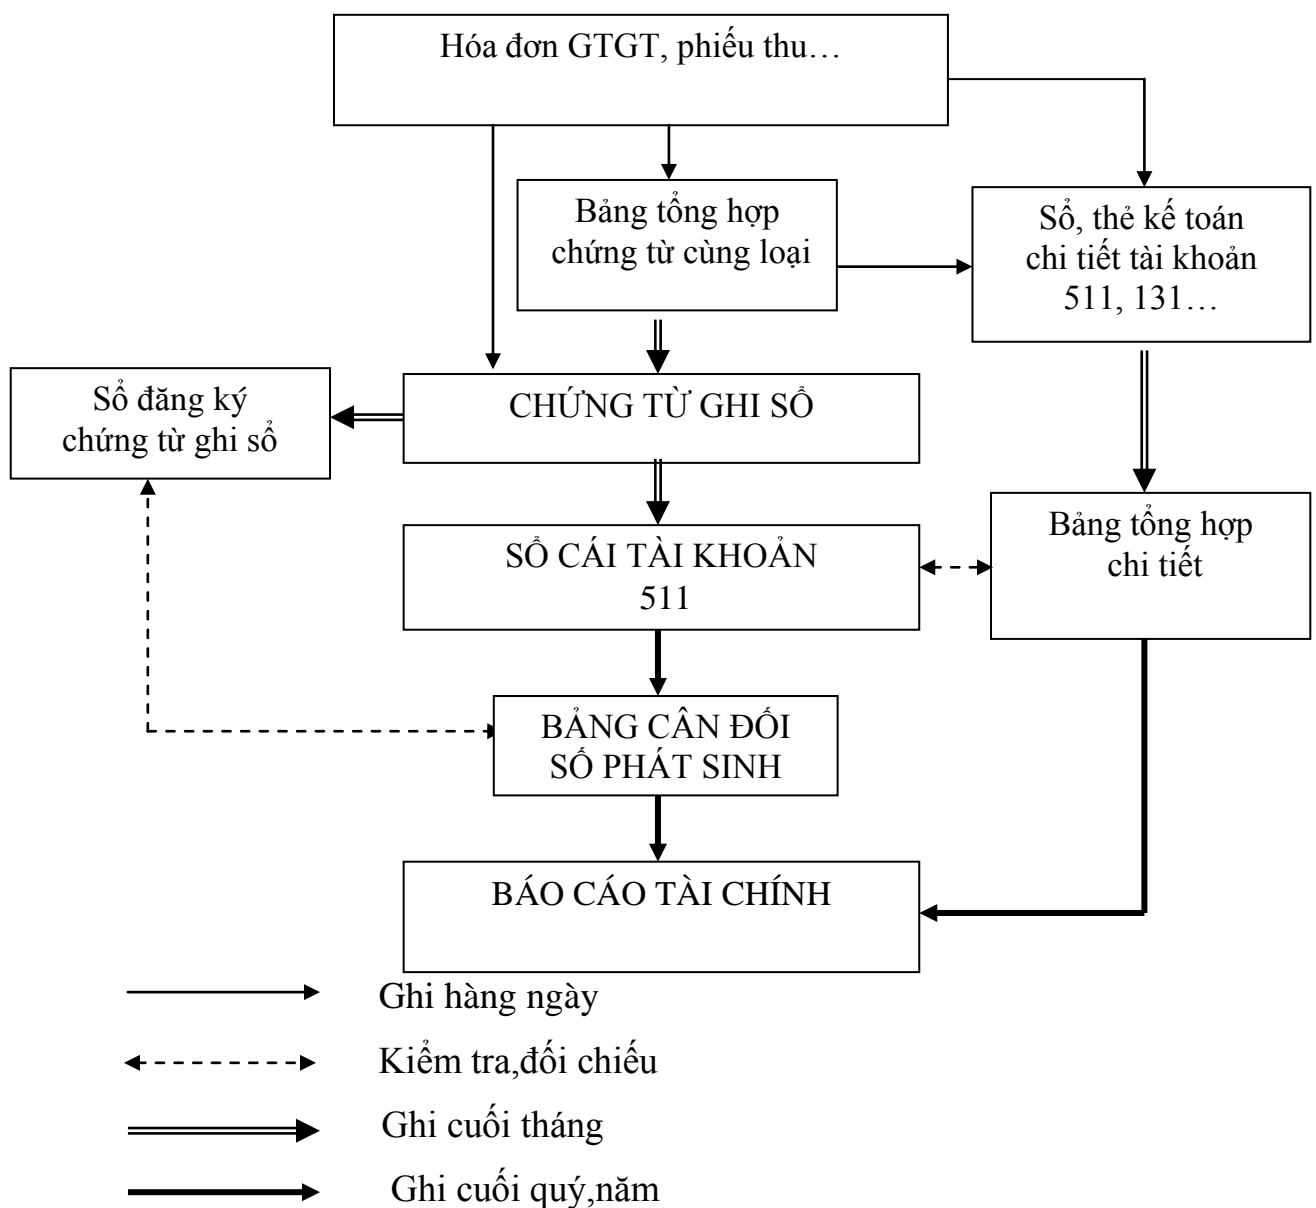 Hóa đơn GTGT, phiếu thu…
Bảng tổng hợp
chứng từ cùng loại
Sổ, thẻ kế toán
chi tiết tài khoản
511, 131…
Sổ đăng ký
chứng từ ghi sổ
CHỨNG TỪ GHI SỔ
SỔ CÁI TÀI KHOẢN
511
Bảng tổng hợp
chi tiết
BẢNG CÂN ĐỐI
SỐ PHÁT SINH
BÁO CÁO TÀI CHÍNH
Ghi hàng ngày
Kiểm tra,đối chiếu
Ghi cuối tháng
Ghi cuối quý,năm